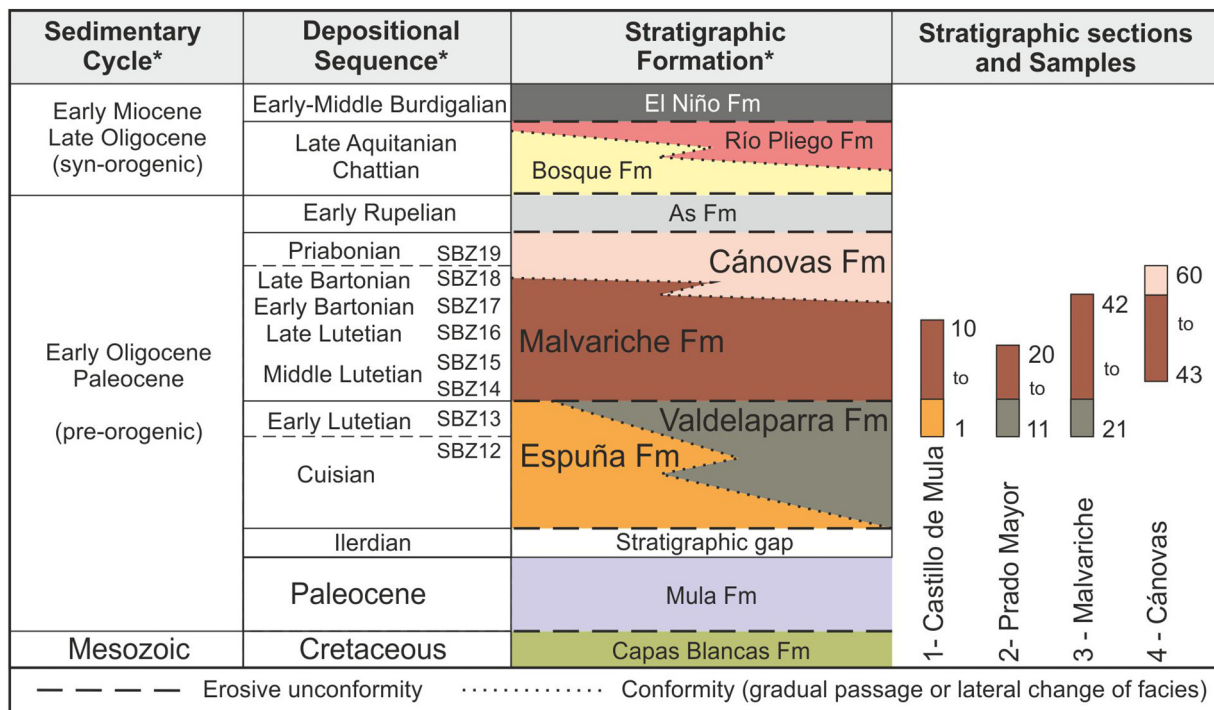 Sedimentary
Cycle*
Depositional
Sequence*
Stratigraphic
Formation*
Stratigraphic sections
and Samples
Early Miocene
Late Oligocene
(syn-orogenic)
Early-Middle Burdigalian
El Niño Fm
Late Aquitanian
Chattian
Río Pliego Fm
Bosque Fm
Early Oligocene
Paleocene
(pre-orogenic)
Early Rupelian
As Fm
Priabonian SBZ19
Late Bartonian SBZ18
Early Bartonian SBZ17
Late Lutetian SBZ16
Middle Lutetian SBZ15
SBZ14
Cánovas Fm
Malvariche Fm
Early Lutetian SBZ13
SBZ12
Cuisian
Valdelaparra Fm
Espuña Fm
Ilerdian
Stratigraphic gap
Paleocene
Mula Fm
Mesozoic
Cretaceous
Capas Blancas Fm
10
to
1
1- Castillo de Mula
20
to
11
2- Prado Mayor
42
to
21
3 - Malvariche
60
to
43
4 - Cánovas
Erosive unconformity
Conformity (gradual passage or lateral change of facies)